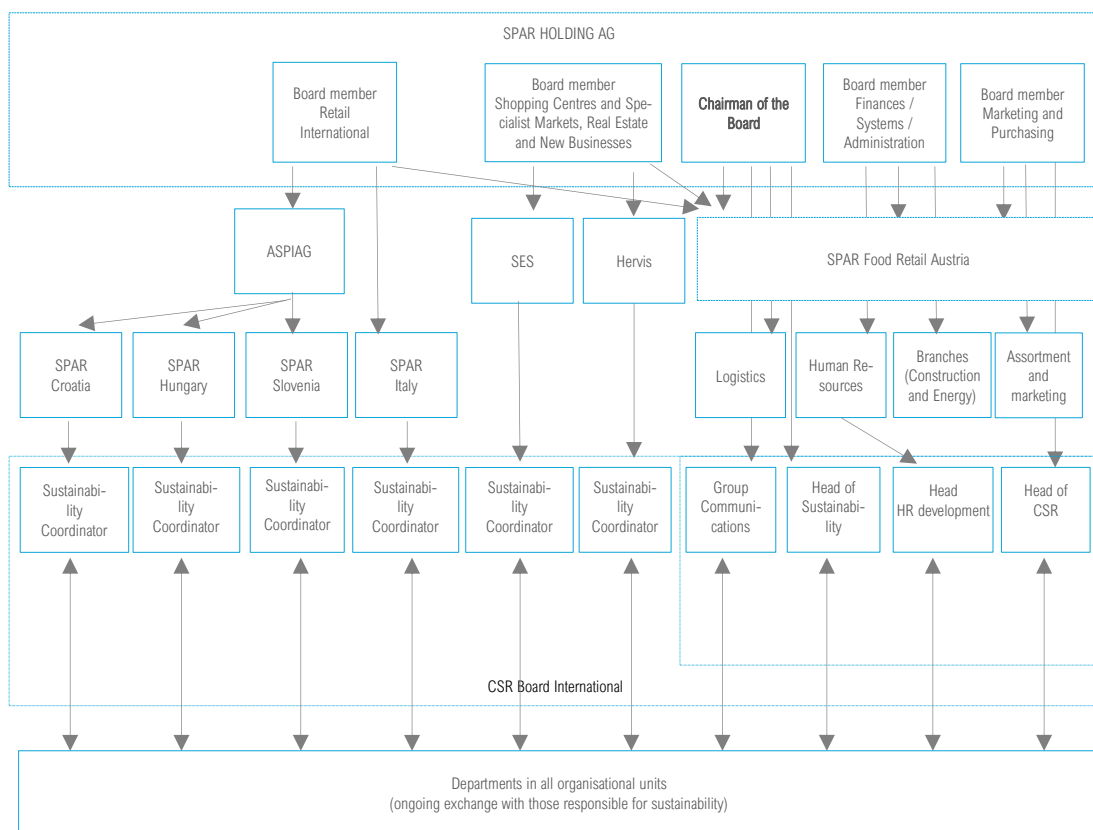 SPAR HOLDING AG
Board member
Retail
International
Board member
Shopping Centres and Spe-
cialist Markets, Real Estate
and New Businesses
Chairman of the
Board
Board member
Finances /
Systems /
Administration
Board member
Marketing and
Purchasing
ASPIAG
SES
Hervis
SPAR Food Retail Austria
SPAR
Croatia
SPAR
Hungary
SPAR
Slovenia
SPAR
Italy
Logistics
Human Re-
sources
Branches
(Construction
and Energy)
Assortment
and
marketing
Sustainabi-
lity
Coordinator
Sustainabi-
lity
Coordinator
Sustainabi-
lity
Coordinator
Sustainabi-
lity
Coordinator
Sustainabi-
lity
Coordinator
Sustainabi-
lity
Coordinator
Group
Communi-
cations
Head of
Sustainabi-
lity
Head
HR development
Head of
CSR
CSR Board International
Departments in all organisational units
(ongoing exchange with those responsible for sustainability)